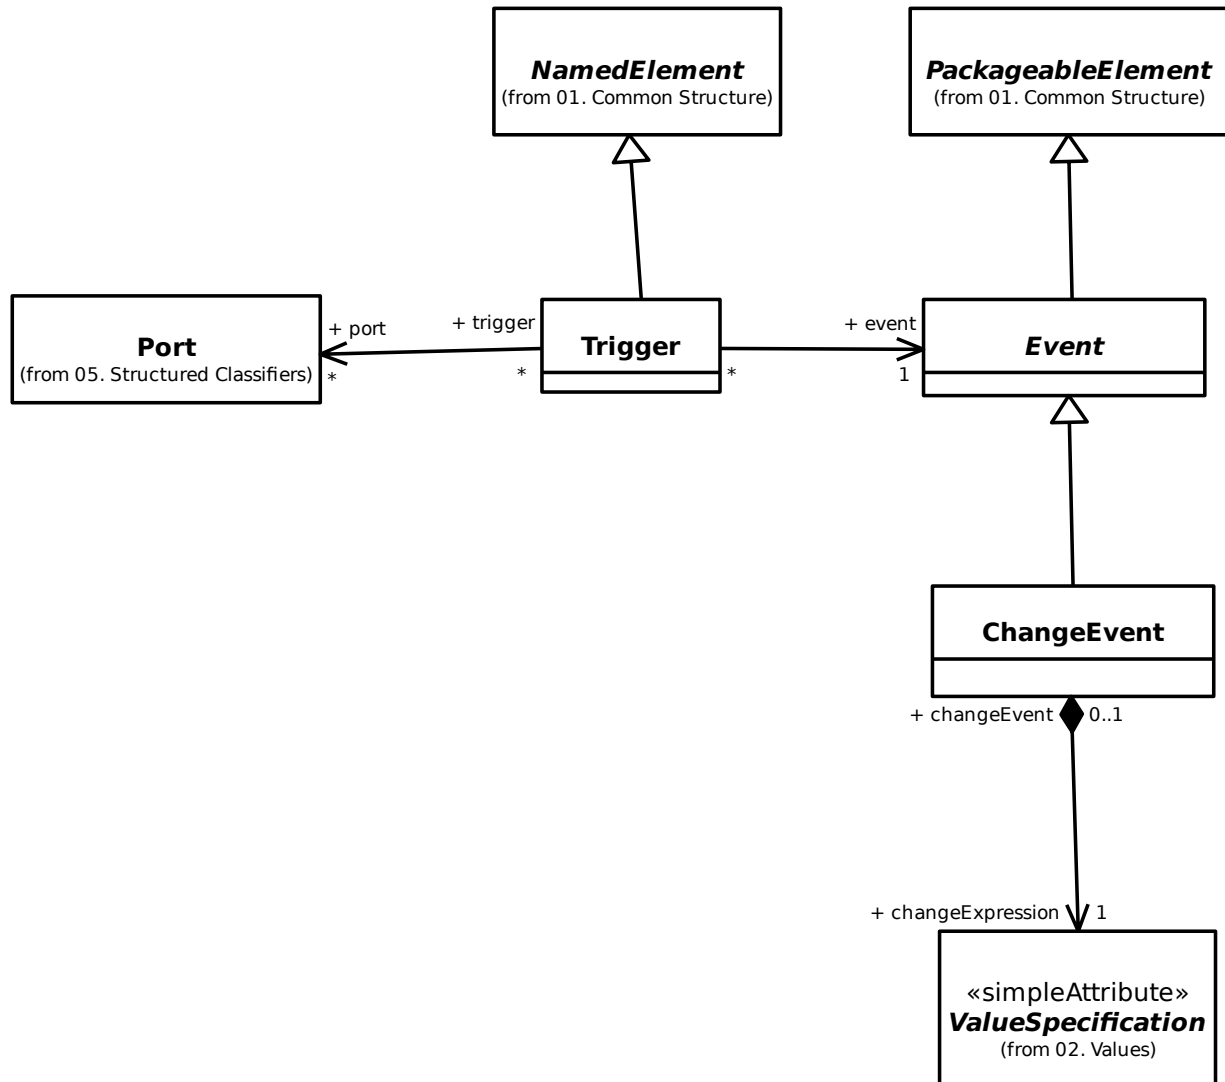 NamedElement
(from 01. Common Structure)
PackageableElement
(from 01. Common Structure)
Port
(from 05. Structured Classifiers)
+ port
*
+ trigger
*
Trigger
*
+ event
1
Event
ChangeEvent
+ changeEvent
0..1
+ changeExpression
1
«simpleAttribute»
ValueSpecification
(from 02. Values)